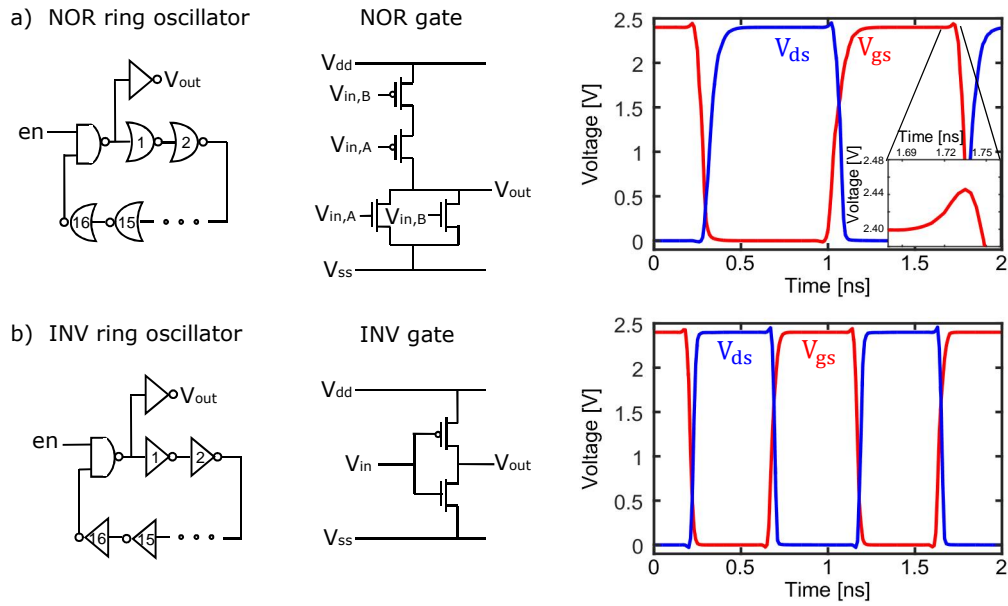 a) NOR ring oscillator
NOR gate
Vout
en
1
2
16
15
Vdd
Vin,B
Vin,A
Vout
Vin,A
Vin,B
Vss
2.5
2
1.5
1
0.5
0
Voltage [V]
Vds
Vgs
Time [ns]
1.69
1.72
1.75
2.48
2.44
2.40
Voltage [V]
0
0.5
1
1.5
2
Time [ns]
b) INV ring oscillator
INV gate
Vout
en
1
2
16
15
Vdd
Vin
Vout
Vss
2.5
2
1.5
1
0.5
0
Voltage [V]
Vds
Vgs
0
0.5
1
1.5
2
Time [ns]